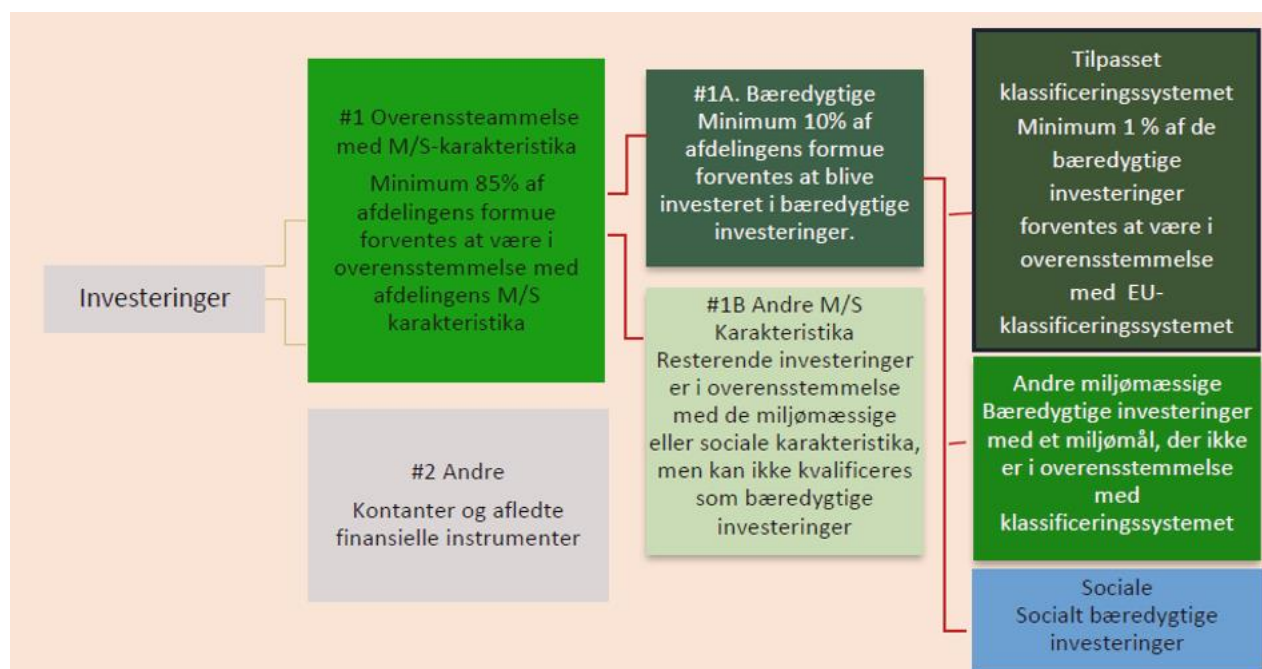 Investeringer
#1 Overenssteammelse
med M/S-karakteristika
Minimum 85% af
afdelingens formue
forventes at være i
overensstemmelse med
afdelingens M/S
karakteristika
#2 Andre
Kontanter og afledte
finansielle instrumenter
#1A. Bæredygtige
Minimum 10% af
afdelingens formue
forventes at blive
investeret i bæredygtige
investeringer.
#1B Andre M/S
Karakteristika
Resterende investeringer
er i overensstemmelse
med de miljømæssige
eller sociale karakteristika,
men kan ikke kvalificeres
som bæredygtige
investeringer
Tilpasset
klassificeringssystemet
Minimum 1 % af de
bæredygtige
investeringer
forventes at være i
overensstemmelse
med EU-
klassificeringssystemet
Andre miljømæssige
Bæredygtige investeringer
med et miljømål, der ikke
er i overensstemmelse
med
klassificeringssystemet
Sociale
Socialt bæredygtige
investeringer